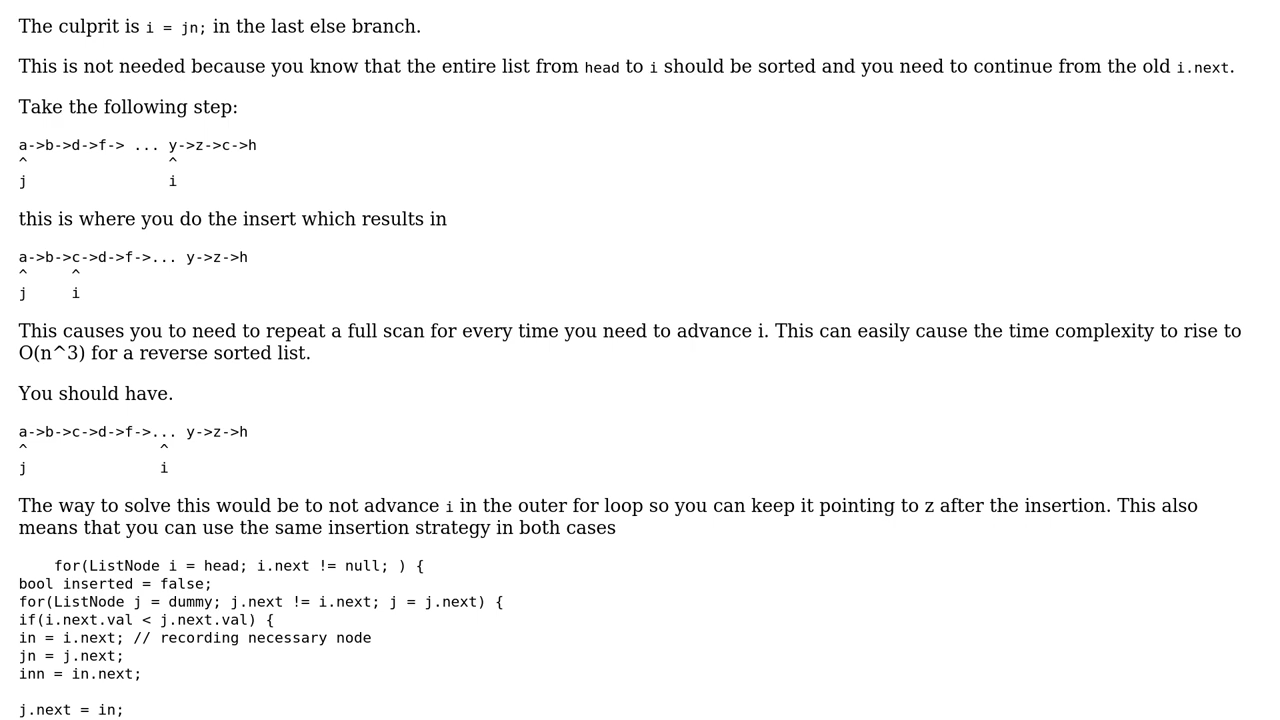 The culprit is i = jn; in the last else branch.
This is not needed because you know that the entire list from head to i should be sorted and you need to continue from the old i.next.
Take the following step:
a->b->d->f-> ... y->z->c->h
^                ^
j                i
this is where you do the insert which results in
a->b->c->d->f->... y->z->h
^     ^
j     i
This causes you to need to repeat a full scan for every time you need to advance i. This can easily cause the time complexity to rise to
O(n^3) for a reverse sorted list.
You should have.
a->b->c->d->f->... y->z->h
^               ^
j               i
The way to solve this would be to not advance i in the outer for loop so you can keep it pointing to z after the insertion. This also
means that you can use the same insertion strategy in both cases
    for(ListNode i = head; i.next != null; ) {
bool inserted = false;
for(ListNode j = dummy; j.next != i.next; j = j.next) {
if(i.next.val < j.next.val) {
in = i.next; // recording necessary node
jn = j.next;
inn = in.next;
j.next = in;